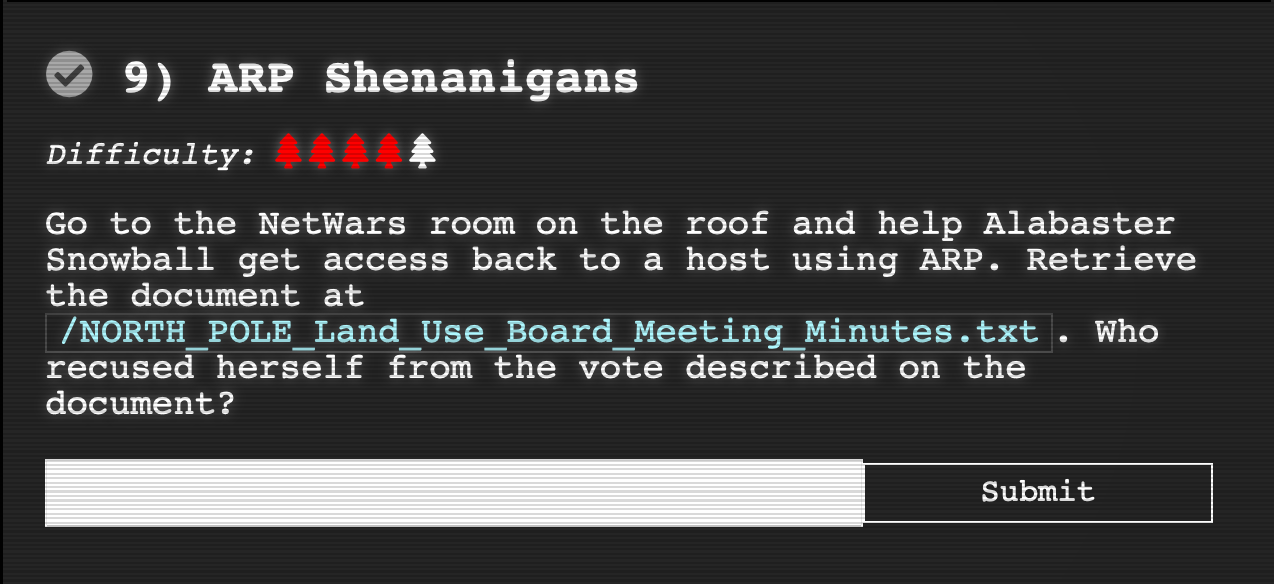 9) ARP Shenanigans
Difficulty:
Go to the NetWars room on the roof and help Alabaster
Snowball get access back to a host using ARP. Retrieve
the document at
/NORTH_POLE_Land_Use_Board_Meeting_Minutes.txt. Who
recused herself from the vote described on the
document?
Submit